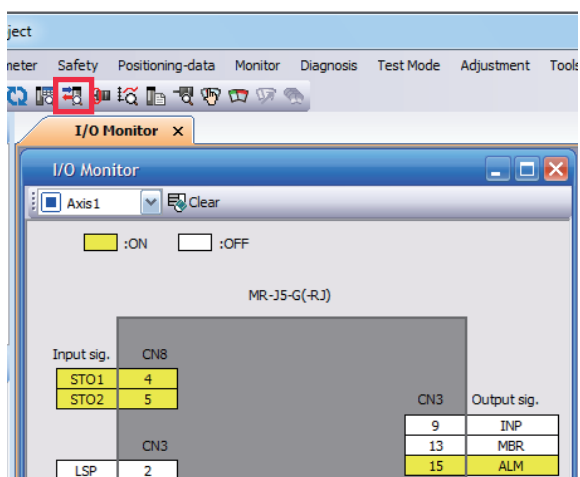 ject
meter Safety Positioning-data Monitor Diagnosis Test Mode Adjustment Tools
I/O Monitor ×
I/O Monitor
Axis1 Clear
:ON :OFF
MR-J5-G(-RJ)
Input sig. CN8
STO1 4
STO2 5
CN3 Output sig.
9 INP
CN3
13 MBR
LSP 2
15 ALM